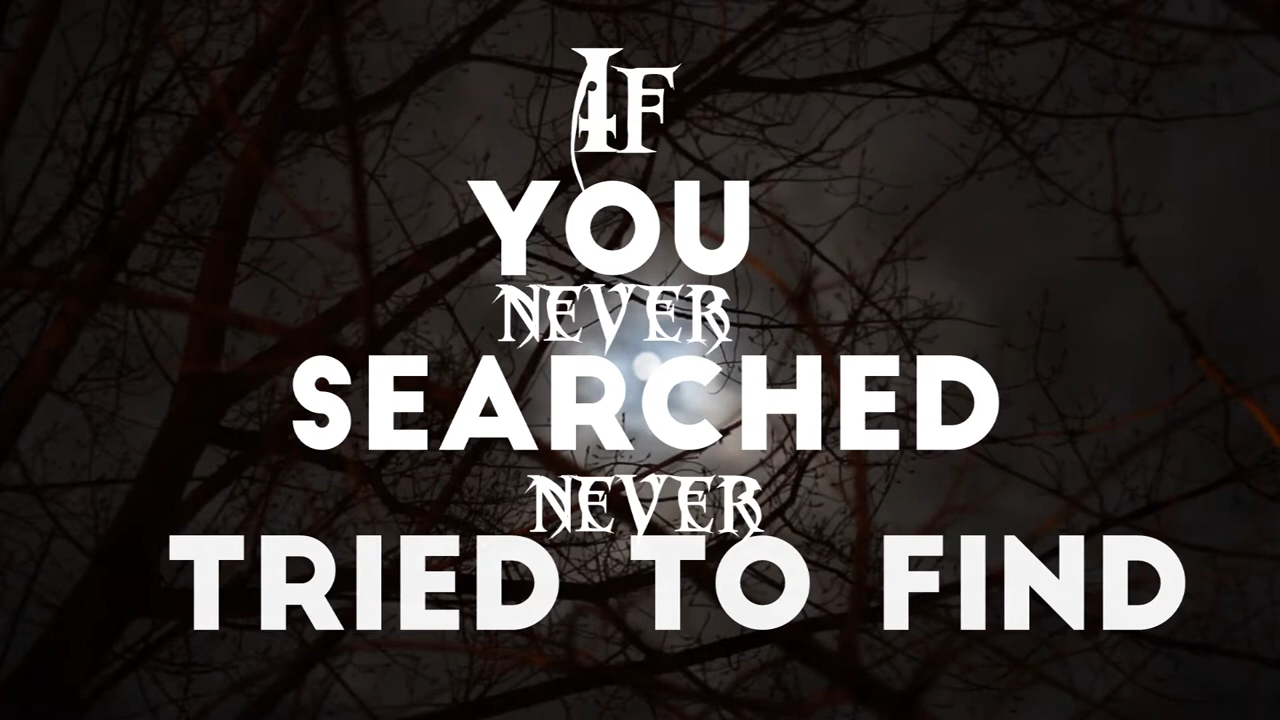 IF
YOU
NEVER
SEARCHED
NEVER
TRIED TO FIND